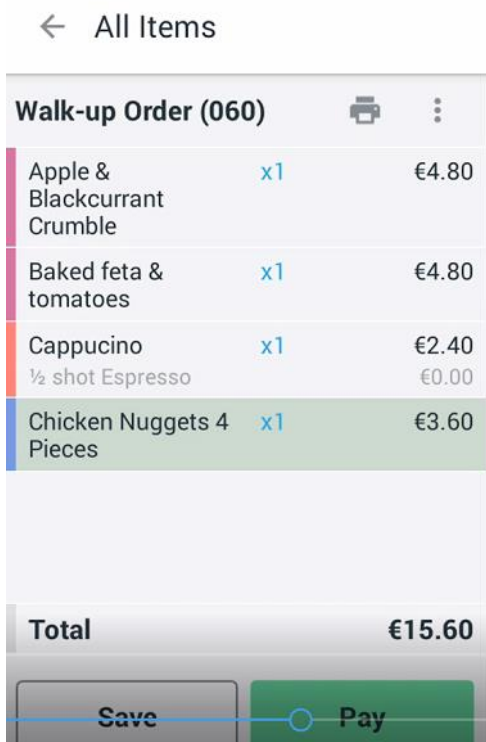 All Items
Walk-up Order (060)
Apple & x1 €4.80
Blackcurrant
Crumble
Baked feta & x1 €4.80
tomatoes
Cappucino x1 €2.40
½ shot Espresso €0.00
Chicken Nuggets 4 x1 €3.60
Pieces
Total €15.60
Save Pay